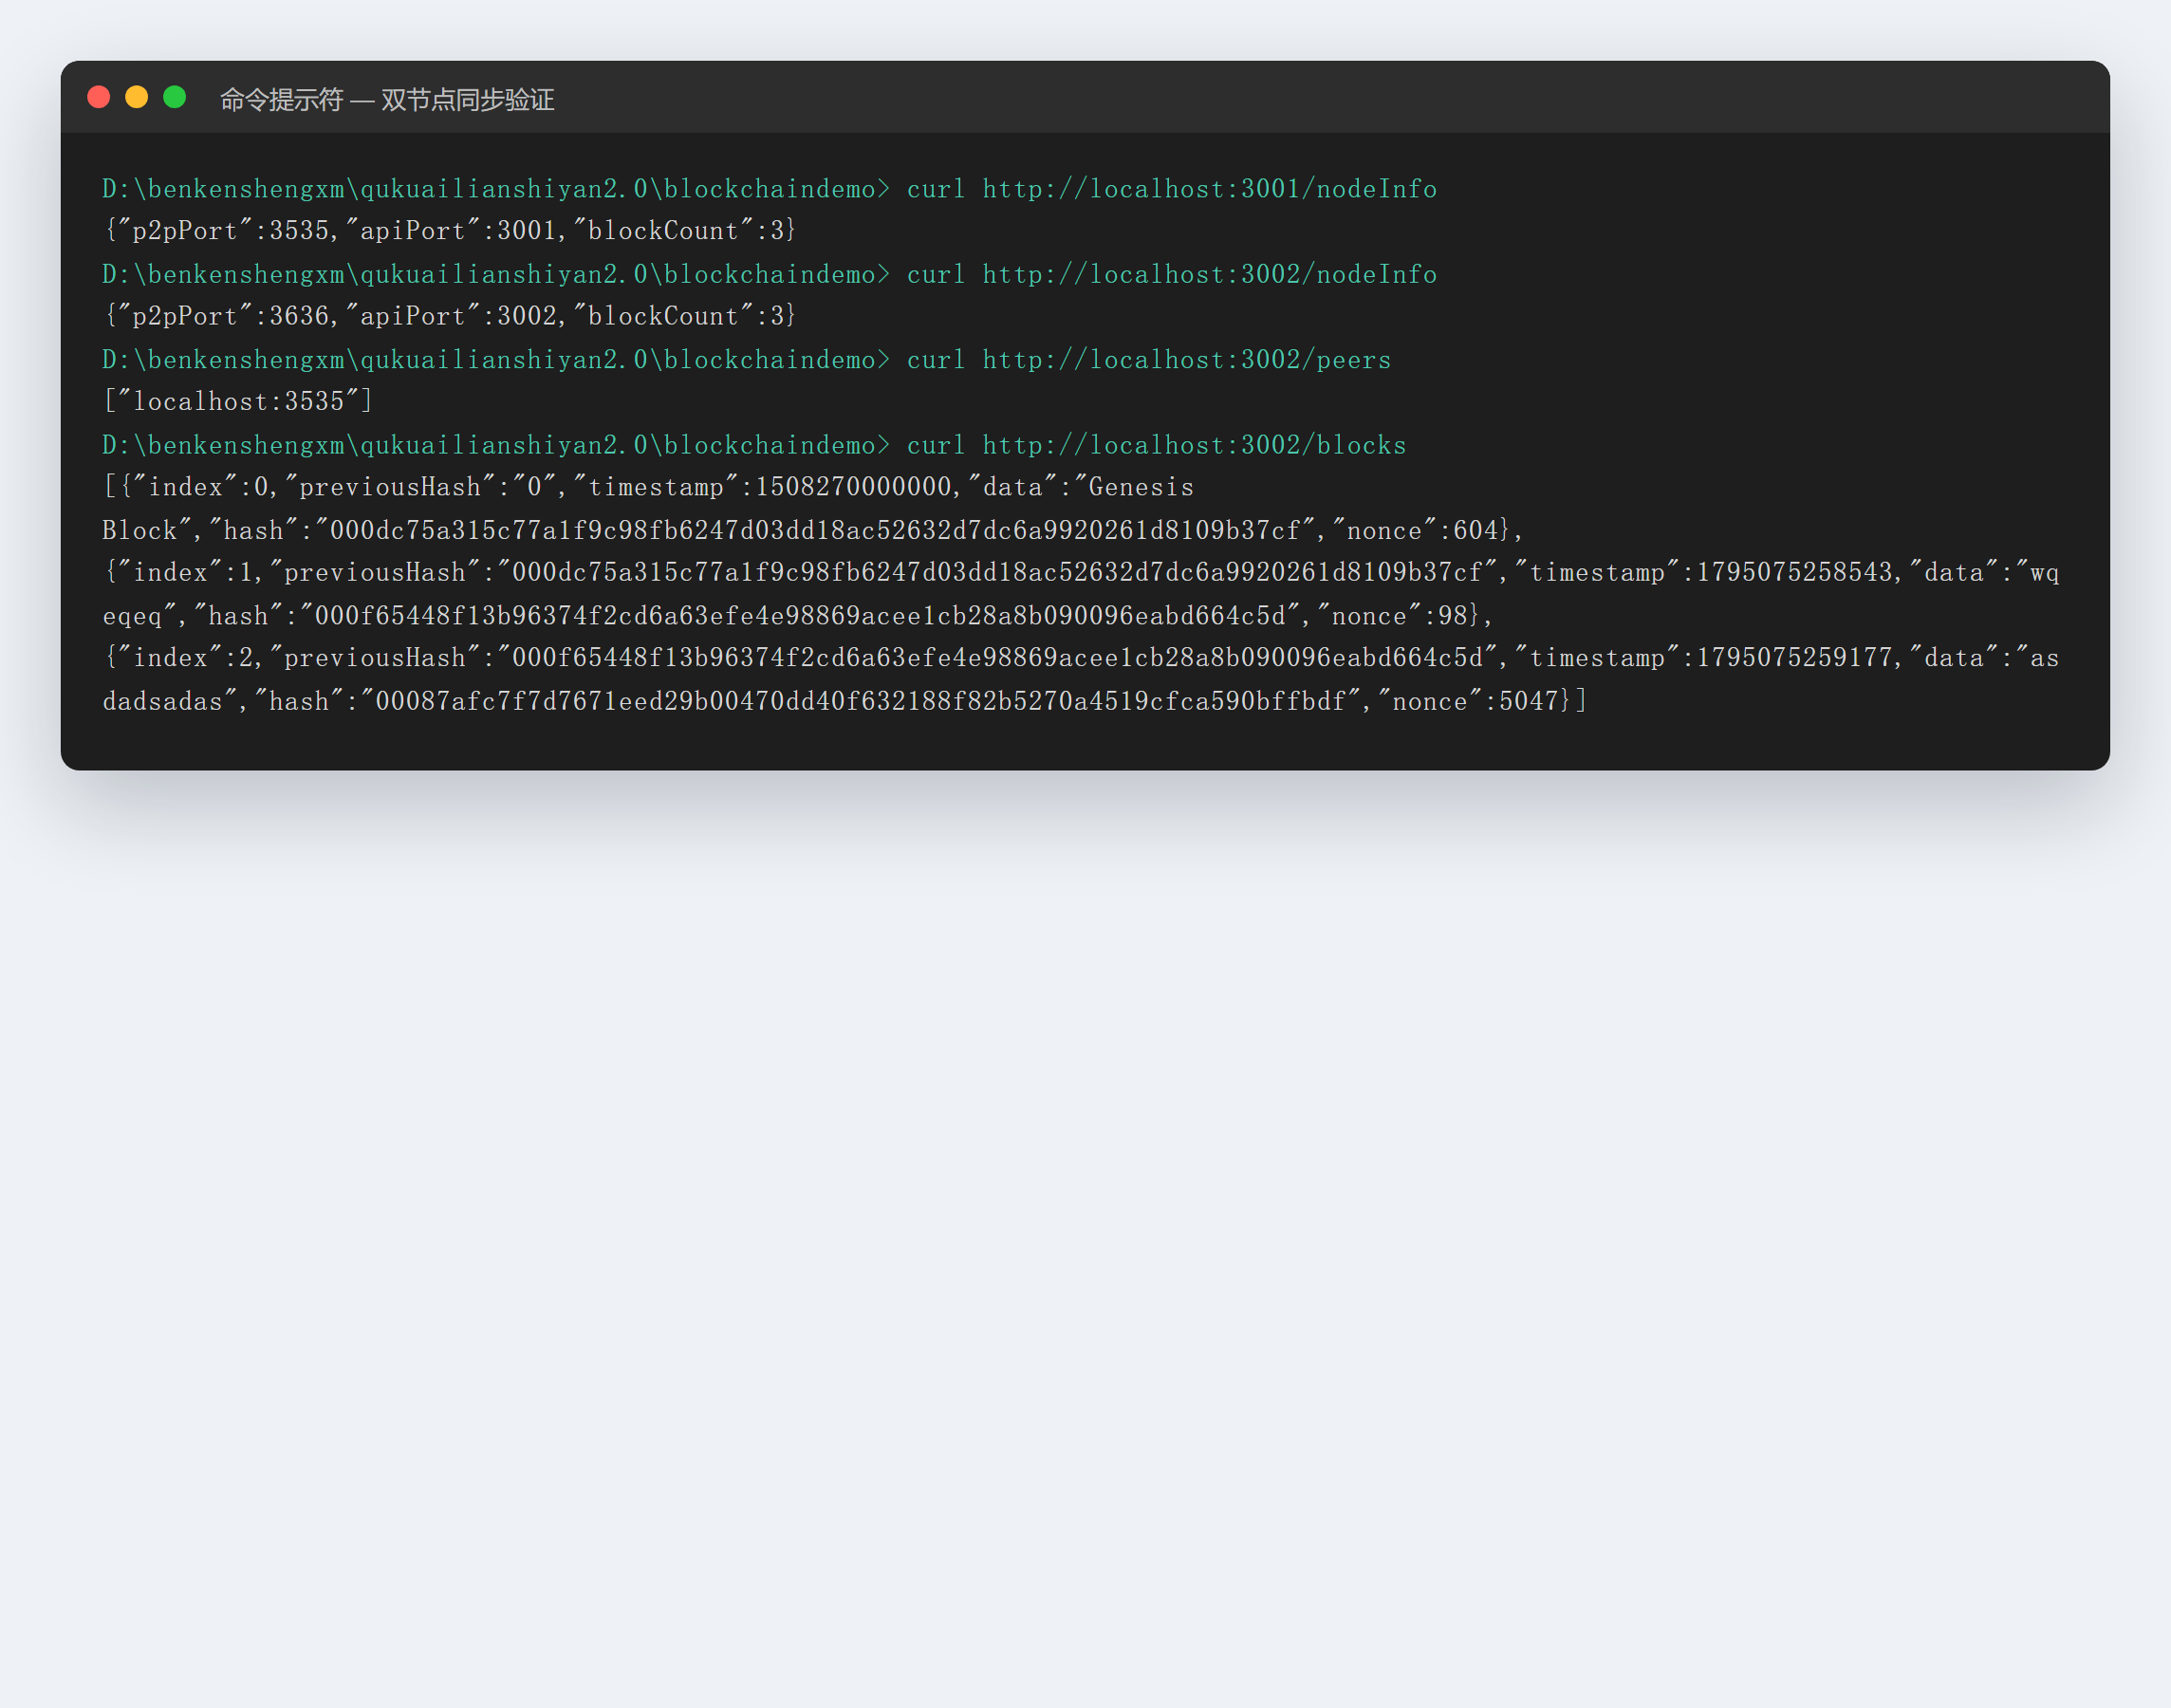 命令提示符 — 双节点同步验证
D:\benkenshengxm\qukuailianshiyan2.0\blockchaindemo> curl http://localhost:3001/nodeInfo
{"p2pPort":3535,"apiPort":3001,"blockCount":3}
D:\benkenshengxm\qukuailianshiyan2.0\blockchaindemo> curl http://localhost:3002/nodeInfo
{"p2pPort":3636,"apiPort":3002,"blockCount":3}
D:\benkenshengxm\qukuailianshiyan2.0\blockchaindemo> curl http://localhost:3002/peers
["localhost:3535"]
D:\benkenshengxm\qukuailianshiyan2.0\blockchaindemo> curl http://localhost:3002/blocks
[{"index":0,"previousHash":"0","timestamp":1508270000000,"data":"Genesis
Block","hash":"000dc75a315c77a1f9c98fb6247d03dd18ac52632d7dc6a9920261d8109b37cf","nonce":604},
{"index":1,"previousHash":"000dc75a315c77a1f9c98fb6247d03dd18ac52632d7dc6a9920261d8109b37cf","timestamp":1795075258543,"data":"wq
eqeq","hash":"000f65448f13b96374f2cd6a63efe4e98869acee1cb28a8b090096eabd664c5d","nonce":98},
{"index":2,"previousHash":"000f65448f13b96374f2cd6a63efe4e98869acee1cb28a8b090096eabd664c5d","timestamp":1795075259177,"data":"as
dadsadas","hash":"00087afc7f7d7671eed29b00470dd40f632188f82b5270a4519cfca590bffbdf","nonce":5047}]